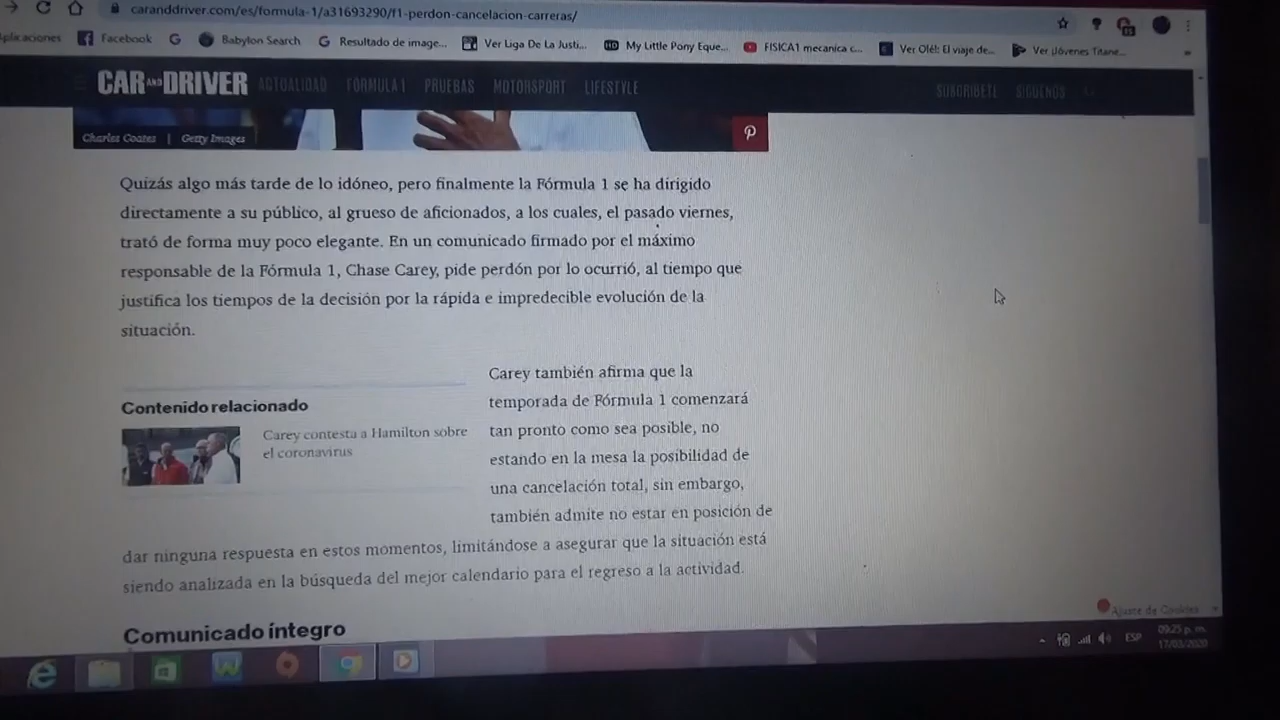 caranddriver.com/es/formula-1/a31693290/f1-perdon-cancelacion-carreras/
plicaciones Facebook Babylon Search Resultado de image... Ver Liga De La Justi... My Little Pony Eque... FISICA1 mecanica c... Ver Olé!: El viaje de... Ver ¡Jóvenes Titane...
CAR AND DRIVER ACTUALIDAD FÓRMULA 1 PRUEBAS MOTORSPORT LIFESTYLE SUBCRÍBETE SÍGUENOS
Charles Coates | Getty Images
Quizás algo más tarde de lo idóneo, pero finalmente la Fórmula 1 se ha dirigido
directamente a su público, al grueso de aficionados, a los cuales, el pasado viernes,
trató de forma muy poco elegante. En un comunicado firmado por el máximo
responsable de la Fórmula 1, Chase Carey, pide perdón por lo ocurrió, al tiempo que
justifica los tiempos de la decisión por la rápida e impredecible evolución de la
situación.
Contenido relacionado
Carey contesta a Hamilton sobre
el coronavirus
Carey también afirma que la
temporada de Fórmula 1 comenzará
tan pronto como sea posible, no
estando en la mesa la posibilidad de
una cancelación total, sin embargo,
también admite no estar en posición de
dar ninguna respuesta en estos momentos, limitándose a asegurar que la situación está
siendo analizada en la búsqueda del mejor calendario para el regreso a la actividad.
Comunicado íntegro
Ajuste de Cookies
ESP
09:25 p. m.
17/03/2020